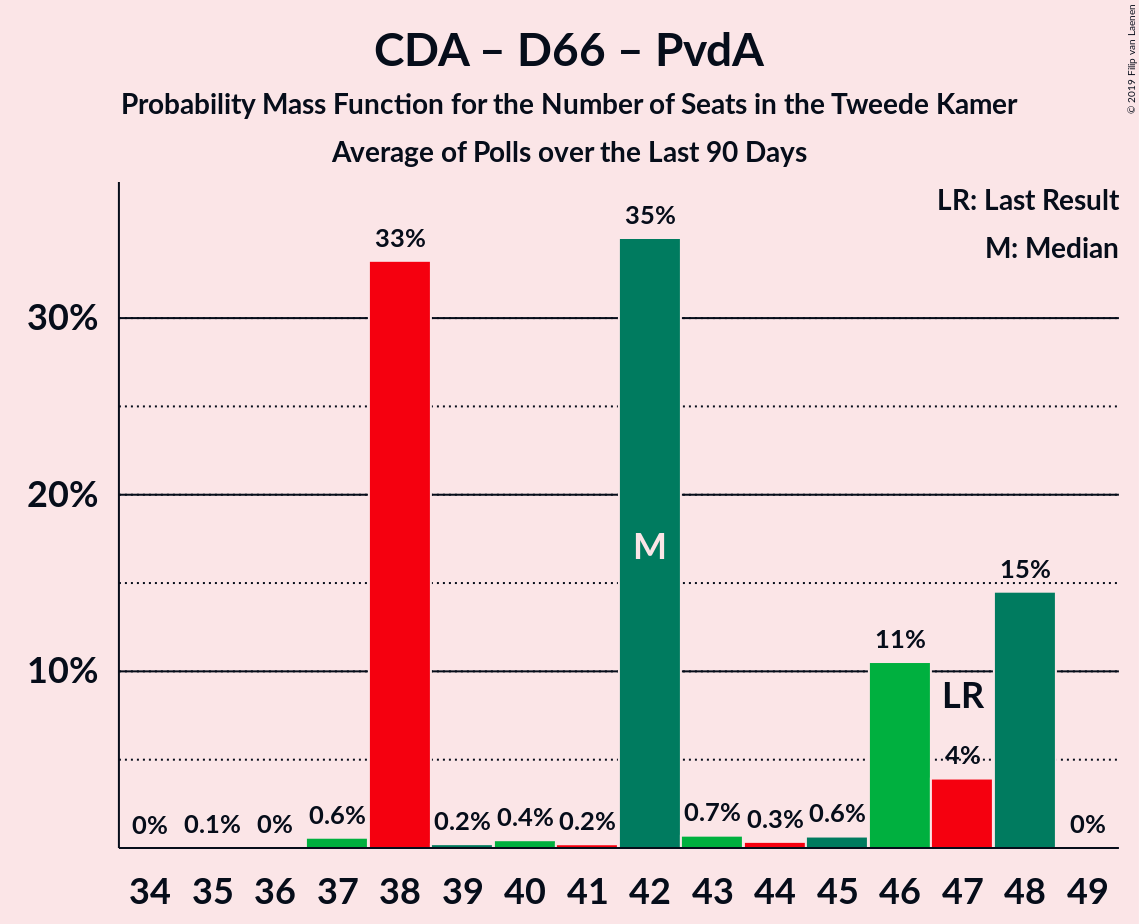 CDA – D66 – PvdA
Probability Mass Function for the Number of Seats in the Tweede Kamer
Average of Polls over the Last 90 Days
© 2019 Filip van Laenen
LR: Last Result
M: Median
30%
20%
10%
0%
0.1%
0%
0.6%
33%
0.2%
0.4%
0.2%
35%
M
0.7%
0.3%
0.6%
11%
LR
4%
15%
0%
34 35 36 37 38 39 40 41 42 43 44 45 46 47 48 49